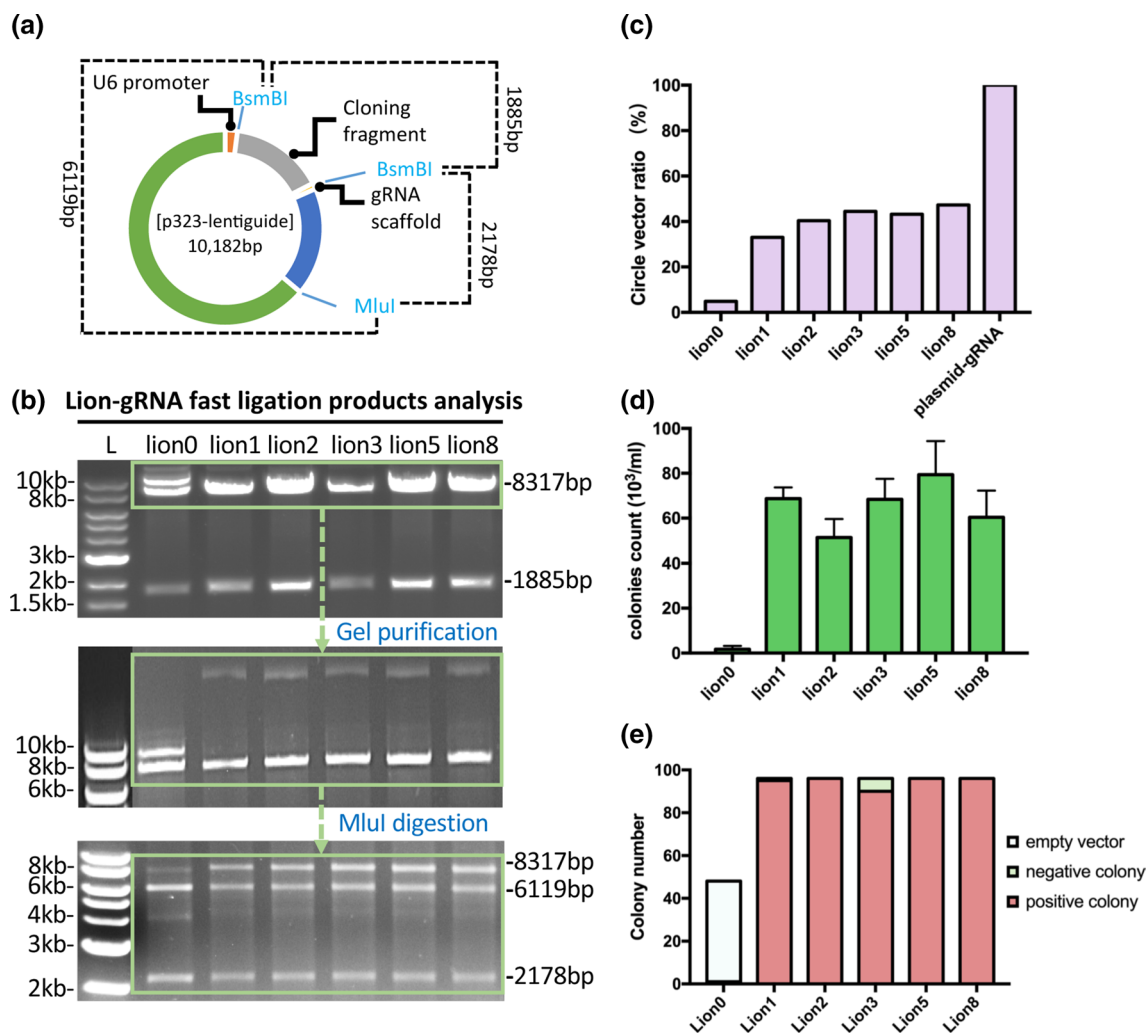 (a)
U6 promoter
BsmBI
Cloning
fragment
BsmBI
gRNA
scaffold
[p323-lentiguide]
10,182bp
MluI
6119bp
1885bp
2178bp
(b)
Lion-gRNA fast ligation products analysis
L lion0 lion1 lion2 lion3 lion5 lion8
10kb-
8kb-
3kb-
2kb-
1.5kb-
-8317bp
-1885bp
Gel purification
10kb-
8kb-
6kb-
MluI digestion
8kb-
6kb-
4kb-
3kb-
2kb-
-8317bp
-6119bp
-2178bp
(c)
Circle vector ratio (%)
100
80
60
40
20
0
lion0 lion1 lion2 lion3 lion5 lion8 plasmid-gRNA
(d)
colonies count (10³/ml)
100
80
60
40
20
0
lion0 lion1 lion2 lion3 lion5 lion8
(e)
Colony number
100
80
60
40
20
0
Lion0 Lion1 Lion2 Lion3 Lion5 Lion8
empty vector
negative colony
positive colony